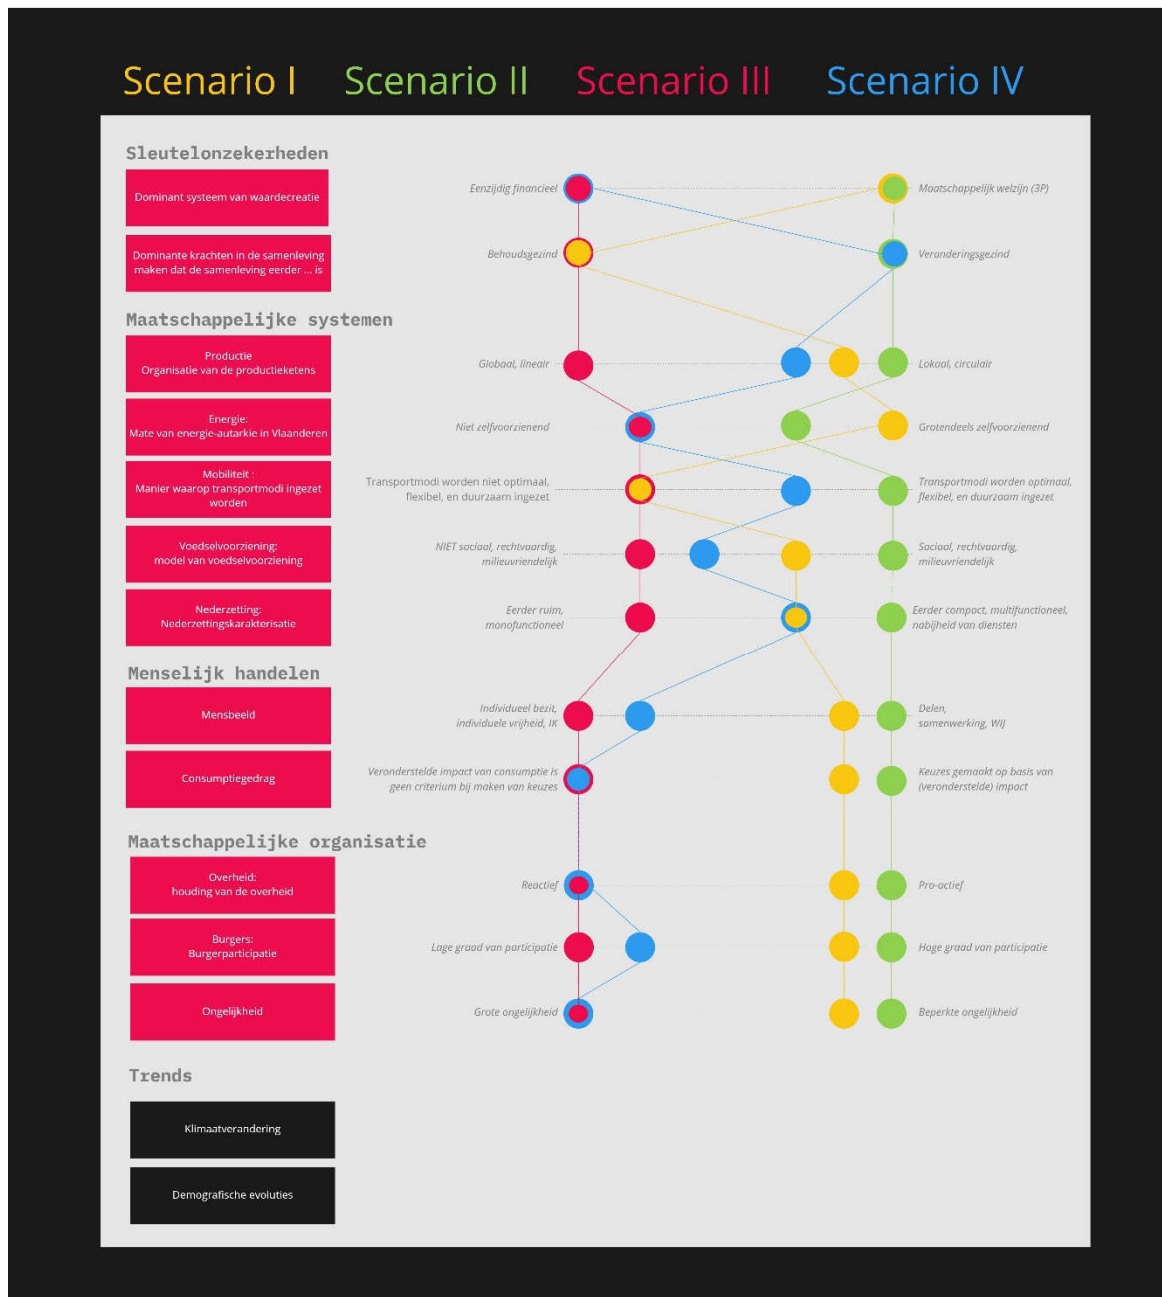 Scenario I
Scenario II
Scenario III
Scenario IV
Sleutelonzekerheden
Dominant systeem van waardecreatie
Eenzijdig financieel
Maatschappelijk welzijn (3P)
Dominante krachten in de samenleving
maken dat de samenleving eerder ... is
Behoudsgezind
Veranderingsgezind
Maatschappelijke systemen
Productie
Organisatie van de productieketens
Globaal, lineair
Lokaal, circulair
Energie:
Mate van energie-autarkie in Vlaanderen
Niet zelfvoorzienend
Grotendeels zelfvoorzienend
Mobiliteit :
Manier waarop transportmodi ingezet
worden
Transportmodi worden niet optimaal,
flexibel, en duurzaam ingezet
Transportmodi worden optimaal,
flexibel, en duurzaam ingezet
Voedselvoorziening:
model van voedselvoorziening
NIET sociaal, rechtvaardig,
milieuvriendelijk
Sociaal, rechtvaardig,
milieuvriendelijk
Nederzetting:
Nederzettingskarakterisatie
Eerder ruim,
monofunctioneel
Eerder compact, multifunctioneel,
nabijheid van diensten
Menselijk handelen
Mensbeeld
Individueel bezit,
individuele vrijheid, IK
Delen,
samenwerking, WIJ
Consumptiegedrag
Veronderstelde impact van consumptie is
geen criterium bij maken van keuzes
Keuzes gemaakt op basis van
(veronderstelde) impact
Maatschappelijke organisatie
Overheid:
houding van de overheid
Reactief
Pro-actief
Burgers:
Burgerparticipatie
Lage graad van participatie
Hoge graad van participatie
Ongelijkheid
Grote ongelijkheid
Beperkte ongelijkheid
Trends
Klimaatverandering
Demografische evoluties